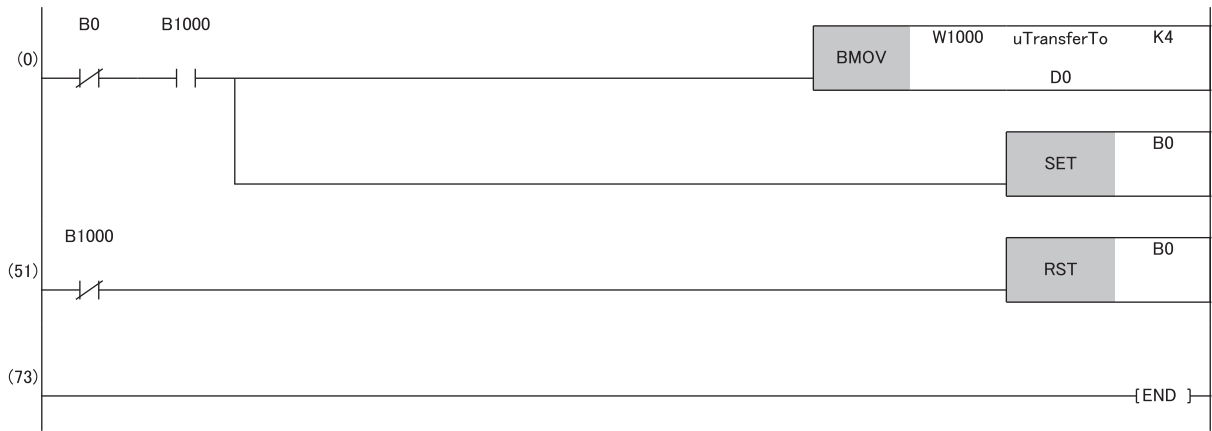 B0 B1000
(0) BMOV W1000 uTransferTo K4
D0
SET B0
B1000
(51) RST B0
(73) [END ]